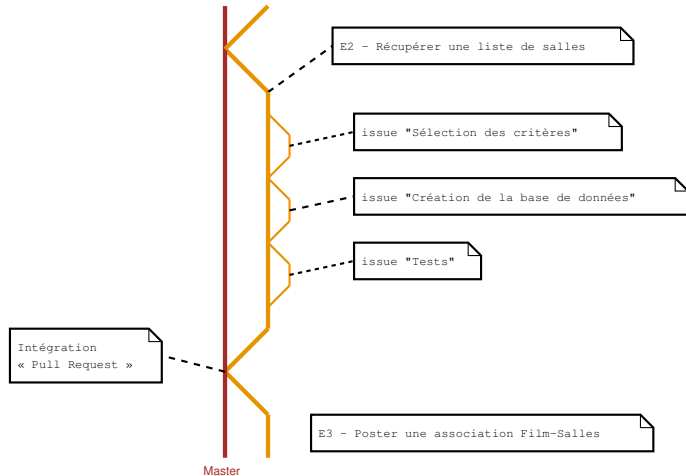 E2 - Récupérer une liste de salles
issue "Sélection des critères"
issue "Création de la base de données"
issue "Tests"
Intégration
« Pull Request »
E3 - Poster une association Film-Salles
Master